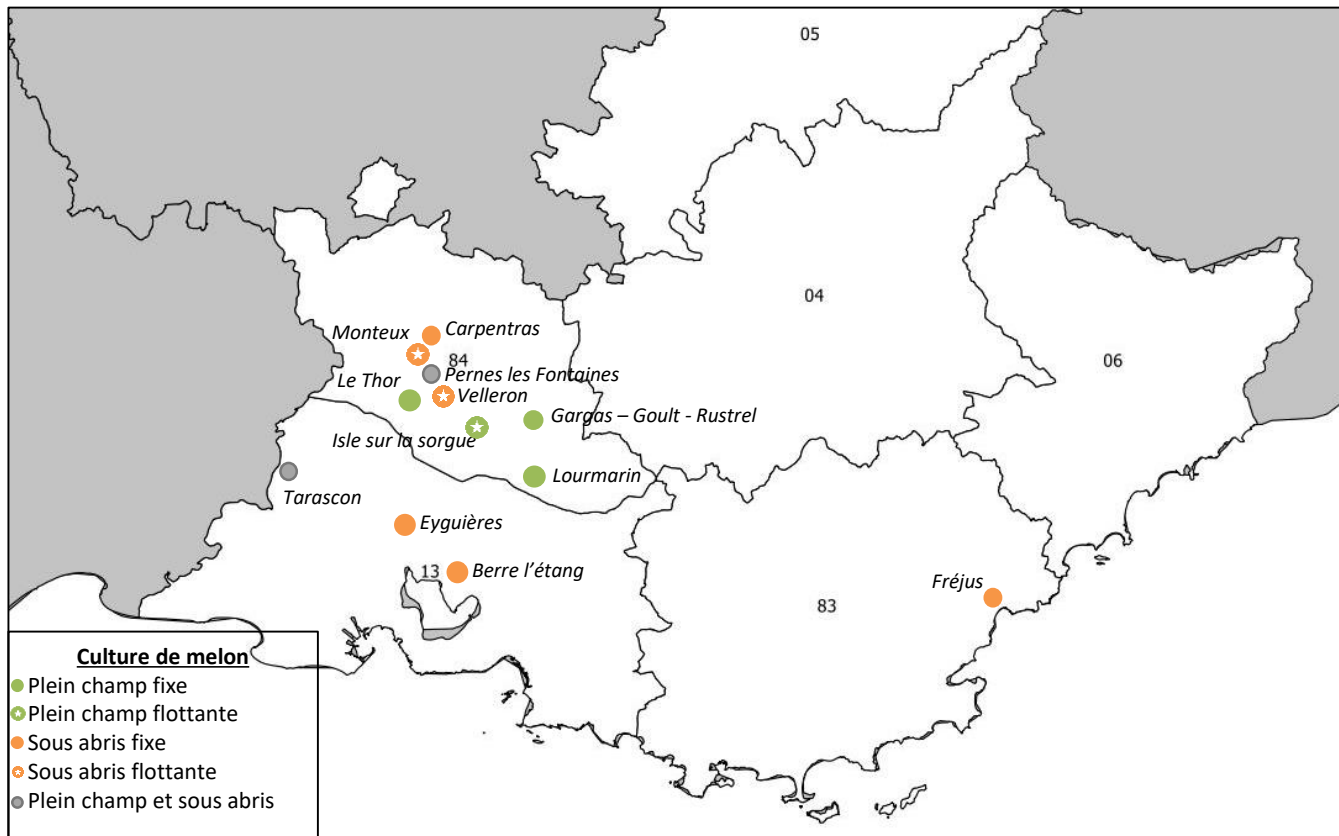 05
04
06
Monteux
Carpentras
84
Pernes les Fontaines
Le Thor
Velleron
Gargas – Goult - Rustrel
Isle sur la sorgue
Lourmarin
Tarascon
Eyguières
13
Berre l’étang
Fréjus
83
Culture de melon
Plein champ fixe
Plein champ flottante
Sous abris fixe
Sous abris flottante
Plein champ et sous abris